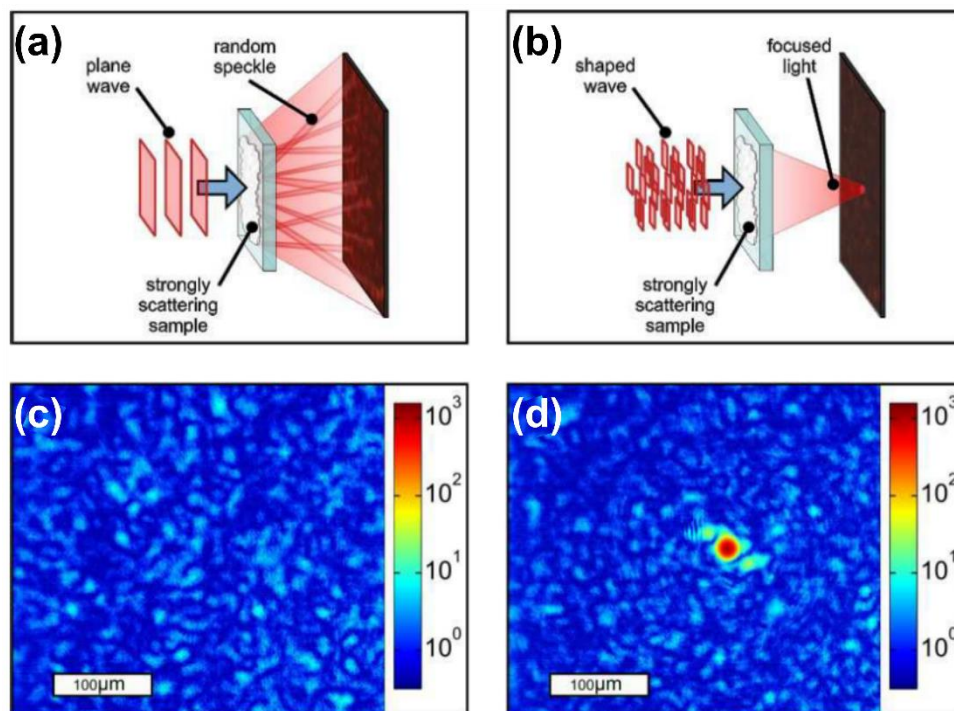 (a)
plane
wave
random
speckle
strongly
scattering
sample
(b)
shaped
wave
focused
light
strongly
scattering
sample
(c)
10³
10²
10¹
10⁰
100µm
(d)
10³
10²
10¹
10⁰
100µm